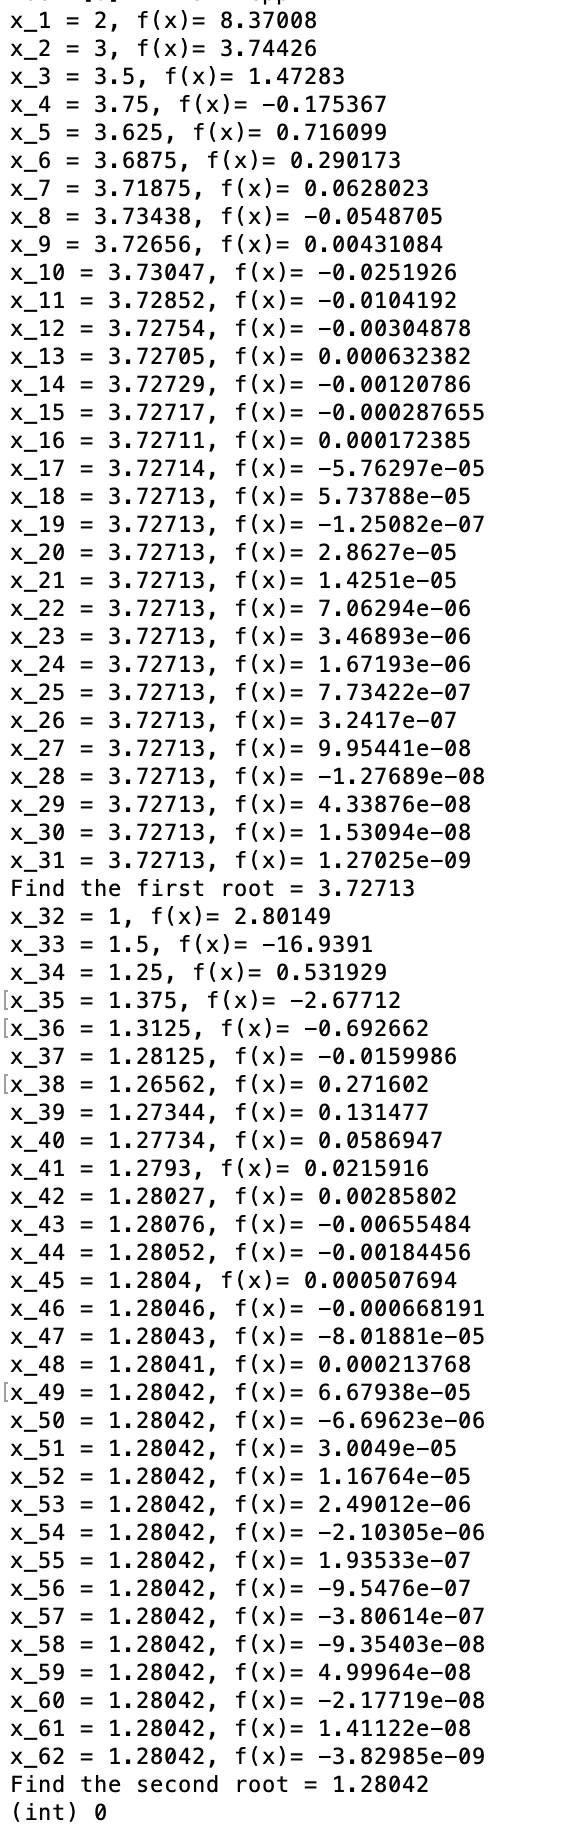 x_1 = 2, f(x)= 8.37008
x_2 = 3, f(x)= 3.74426
x_3 = 3.5, f(x)= 1.47283
x_4 = 3.75, f(x)= -0.175367
x_5 = 3.625, f(x)= 0.716099
x_6 = 3.6875, f(x)= 0.290173
x_7 = 3.71875, f(x)= 0.0628023
x_8 = 3.73438, f(x)= -0.0548705
x_9 = 3.72656, f(x)= 0.00431084
x_10 = 3.73047, f(x)= -0.0251926
x_11 = 3.72852, f(x)= -0.0104192
x_12 = 3.72754, f(x)= -0.00304878
x_13 = 3.72705, f(x)= 0.000632382
x_14 = 3.72729, f(x)= -0.00120786
x_15 = 3.72717, f(x)= -0.000287655
x_16 = 3.72711, f(x)= 0.000172385
x_17 = 3.72714, f(x)= -5.76297e-05
x_18 = 3.72713, f(x)= 5.73788e-05
x_19 = 3.72713, f(x)= -1.25082e-07
x_20 = 3.72713, f(x)= 2.8627e-05
x_21 = 3.72713, f(x)= 1.4251e-05
x_22 = 3.72713, f(x)= 7.06294e-06
x_23 = 3.72713, f(x)= 3.46893e-06
x_24 = 3.72713, f(x)= 1.67193e-06
x_25 = 3.72713, f(x)= 7.73422e-07
x_26 = 3.72713, f(x)= 3.2417e-07
x_27 = 3.72713, f(x)= 9.95441e-08
x_28 = 3.72713, f(x)= -1.27689e-08
x_29 = 3.72713, f(x)= 4.33876e-08
x_30 = 3.72713, f(x)= 1.53094e-08
x_31 = 3.72713, f(x)= 1.27025e-09
Find the first root = 3.72713
x_32 = 1, f(x)= 2.80149
x_33 = 1.5, f(x)= -16.9391
x_34 = 1.25, f(x)= 0.531929
[x_35 = 1.375, f(x)= -2.67712
[x_36 = 1.3125, f(x)= -0.692662
x_37 = 1.28125, f(x)= -0.0159986
[x_38 = 1.26562, f(x)= 0.271602
x_39 = 1.27344, f(x)= 0.131477
x_40 = 1.27734, f(x)= 0.0586947
x_41 = 1.2793, f(x)= 0.0215916
x_42 = 1.28027, f(x)= 0.00285802
x_43 = 1.28076, f(x)= -0.00655484
x_44 = 1.28052, f(x)= -0.00184456
x_45 = 1.2804, f(x)= 0.000507694
x_46 = 1.28046, f(x)= -0.000668191
x_47 = 1.28043, f(x)= -8.01881e-05
x_48 = 1.28041, f(x)= 0.000213768
[x_49 = 1.28042, f(x)= 6.67938e-05
x_50 = 1.28042, f(x)= -6.69623e-06
x_51 = 1.28042, f(x)= 3.0049e-05
x_52 = 1.28042, f(x)= 1.16764e-05
x_53 = 1.28042, f(x)= 2.49012e-06
x_54 = 1.28042, f(x)= -2.10305e-06
x_55 = 1.28042, f(x)= 1.93533e-07
x_56 = 1.28042, f(x)= -9.5476e-07
x_57 = 1.28042, f(x)= -3.80614e-07
x_58 = 1.28042, f(x)= -9.35403e-08
x_59 = 1.28042, f(x)= 4.99964e-08
x_60 = 1.28042, f(x)= -2.17719e-08
x_61 = 1.28042, f(x)= 1.41122e-08
x_62 = 1.28042, f(x)= -3.82985e-09
Find the second root = 1.28042
(int) 0